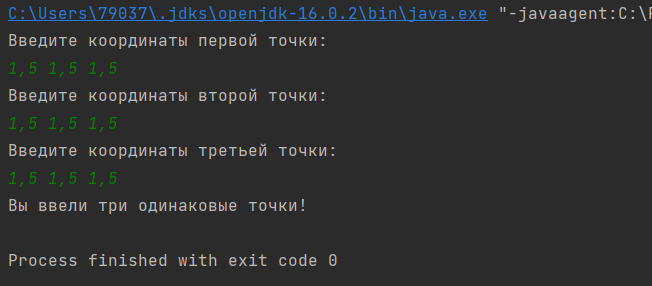 C:\Users\79037\.jdks\openjdk-16.0.2\bin\java.exe "-javaagent:C:\
Введите координаты первой точки:
1,5 1,5 1,5
Введите координаты второй точки:
1,5 1,5 1,5
Введите координаты третьей точки:
1,5 1,5 1,5
Вы ввели три одинаковые точки!
Process finished with exit code 0